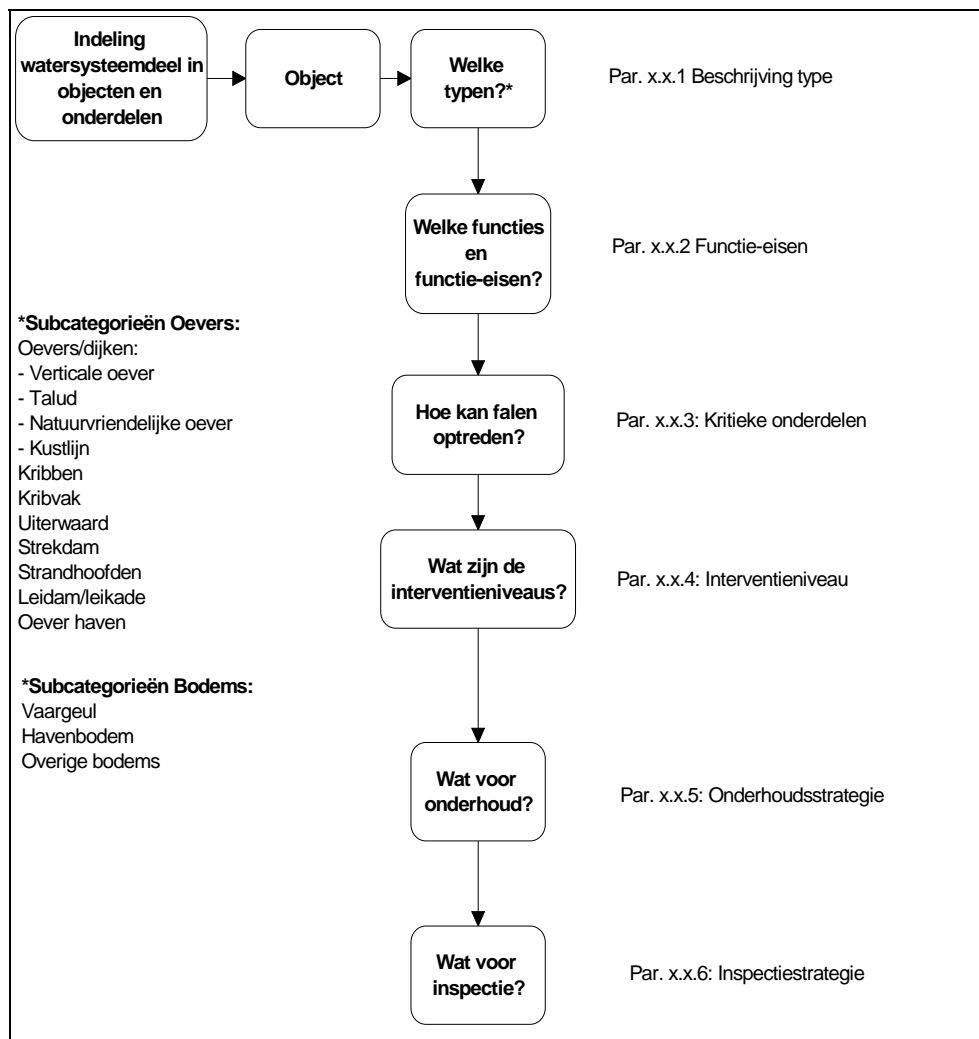 Indeling
watersysteemdeel in
objecten en
onderdelen
Object
Welke
typen?*
Par. x.x.1 Beschrijving type
Welke functies
en
functie-eisen?
Par. x.x.2 Functie-eisen
*Subcategorieën Oevers:
Oevers/dijken:
- Verticale oever
- Talud
- Natuurvriendelijke oever
- Kustlijn
Kribben
Kribvak
Uiterwaard
Strekdam
Strandhoofden
Leidam/leikade
Oever haven
Hoe kan falen
optreden?
Par. x.x.3: Kritieke onderdelen
Wat zijn de
interventieniveaus?
Par. x.x.4: Interventieniveau
*Subcategorieën Bodems:
Vaargeul
Havenbodem
Overige bodems
Wat voor
onderhoud?
Par. x.x.5: Onderhoudsstrategie
Wat voor
inspectie?
Par. x.x.6: Inspectiestrategie